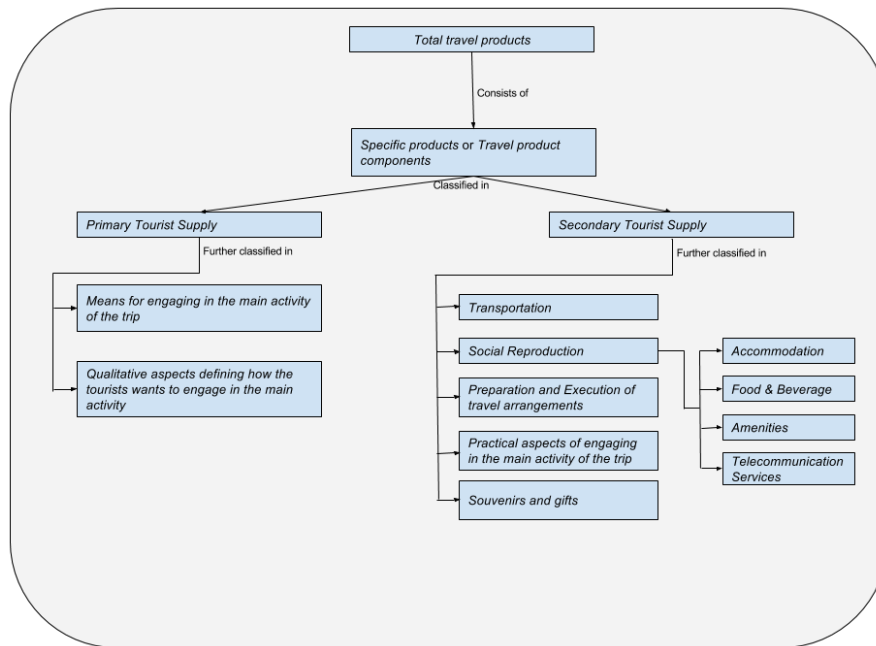 Total travel products
Consists of
Specific products or Travel product
components
Classified in
Primary Tourist Supply
Secondary Tourist Supply
Further classified in
Further classified in
Means for engaging in the main activity
of the trip
Qualitative aspects defining how the
tourists wants to engage in the main
activity
Transportation
Social Reproduction
Preparation and Execution of
travel arrangements
Practical aspects of engaging
in the main activity of the trip
Souvenirs and gifts
Accommodation
Food & Beverage
Amenities
Telecommunication
Services